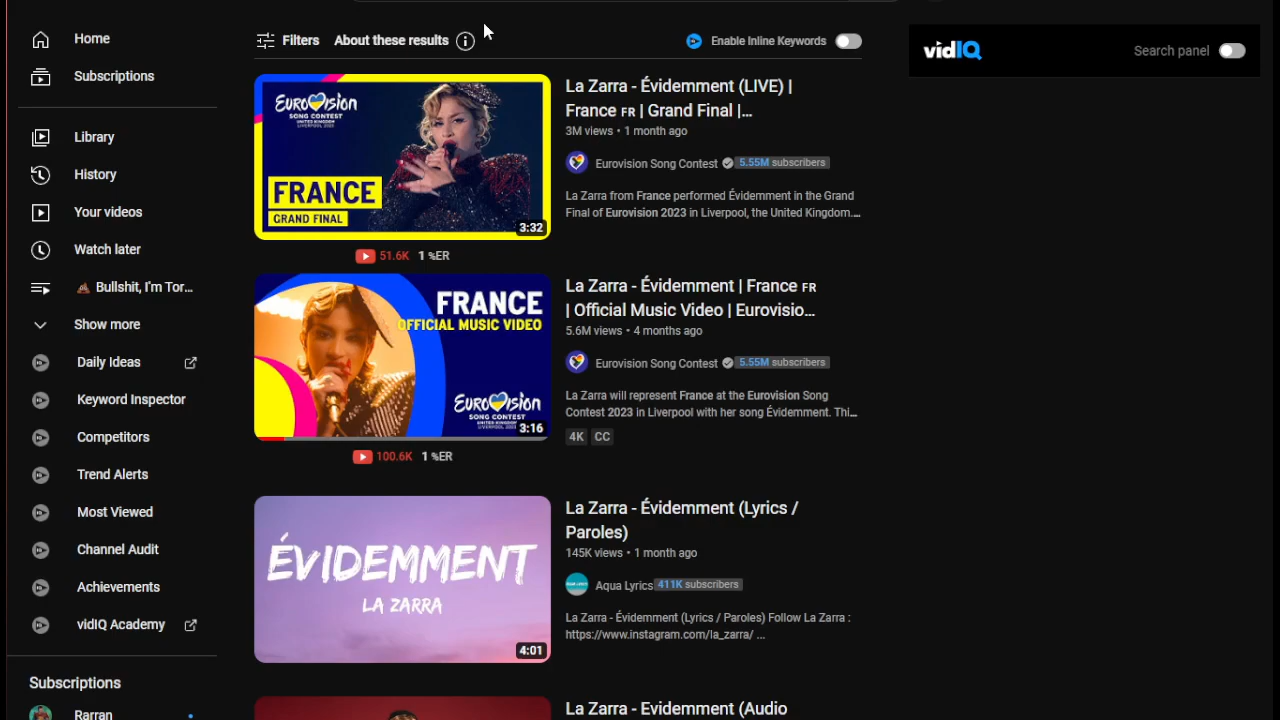 Home
Subscriptions
Library
History
Your videos
Watch later
Bullshit, I'm Tor...
Show more
Daily Ideas
Keyword Inspector
Competitors
Trend Alerts
Most Viewed
Channel Audit
Achievements
vidIQ Academy
Subscriptions
Rarran
Filters
About these results
Enable Inline Keywords
EUROVISION
SONG CONTEST
UNITED KINGDOM
LIVERPOOL 2023
FRANCE
GRAND FINAL
3:32
51.6K 1 %ER
La Zarra - Évidemment (LIVE) |
France FR | Grand Final |...
3M views • 1 month ago
Eurovision Song Contest 5.55M subscribers
La Zarra from France performed Évidemment in the Grand
Final of Eurovision 2023 in Liverpool, the United Kingdom....
FRANCE
OFFICIAL MUSIC VIDEO
EUROVISION
SONG CONTEST
UNITED KINGDOM
LIVERPOOL 2023
3:16
100.6K 1 %ER
La Zarra - Évidemment | France FR
| Official Music Video | Eurovisio...
5.6M views • 4 months ago
Eurovision Song Contest 5.55M subscribers
La Zarra will represent France at the Eurovision Song
Contest 2023 in Liverpool with her song Évidemment. Thi...
4K CC
ÉVIDEMMENT
LA ZARRA
4:01
La Zarra - Évidemment (Lyrics /
Paroles)
145K views • 1 month ago
Aqua Lyrics 411K subscribers
La Zarra - Évidemment (Lyrics / Paroles) Follow La Zarra :
https://www.instagram.com/la_zarra/ ...
La Zarra - Evidemment (Audio
vidIQ
Search panel